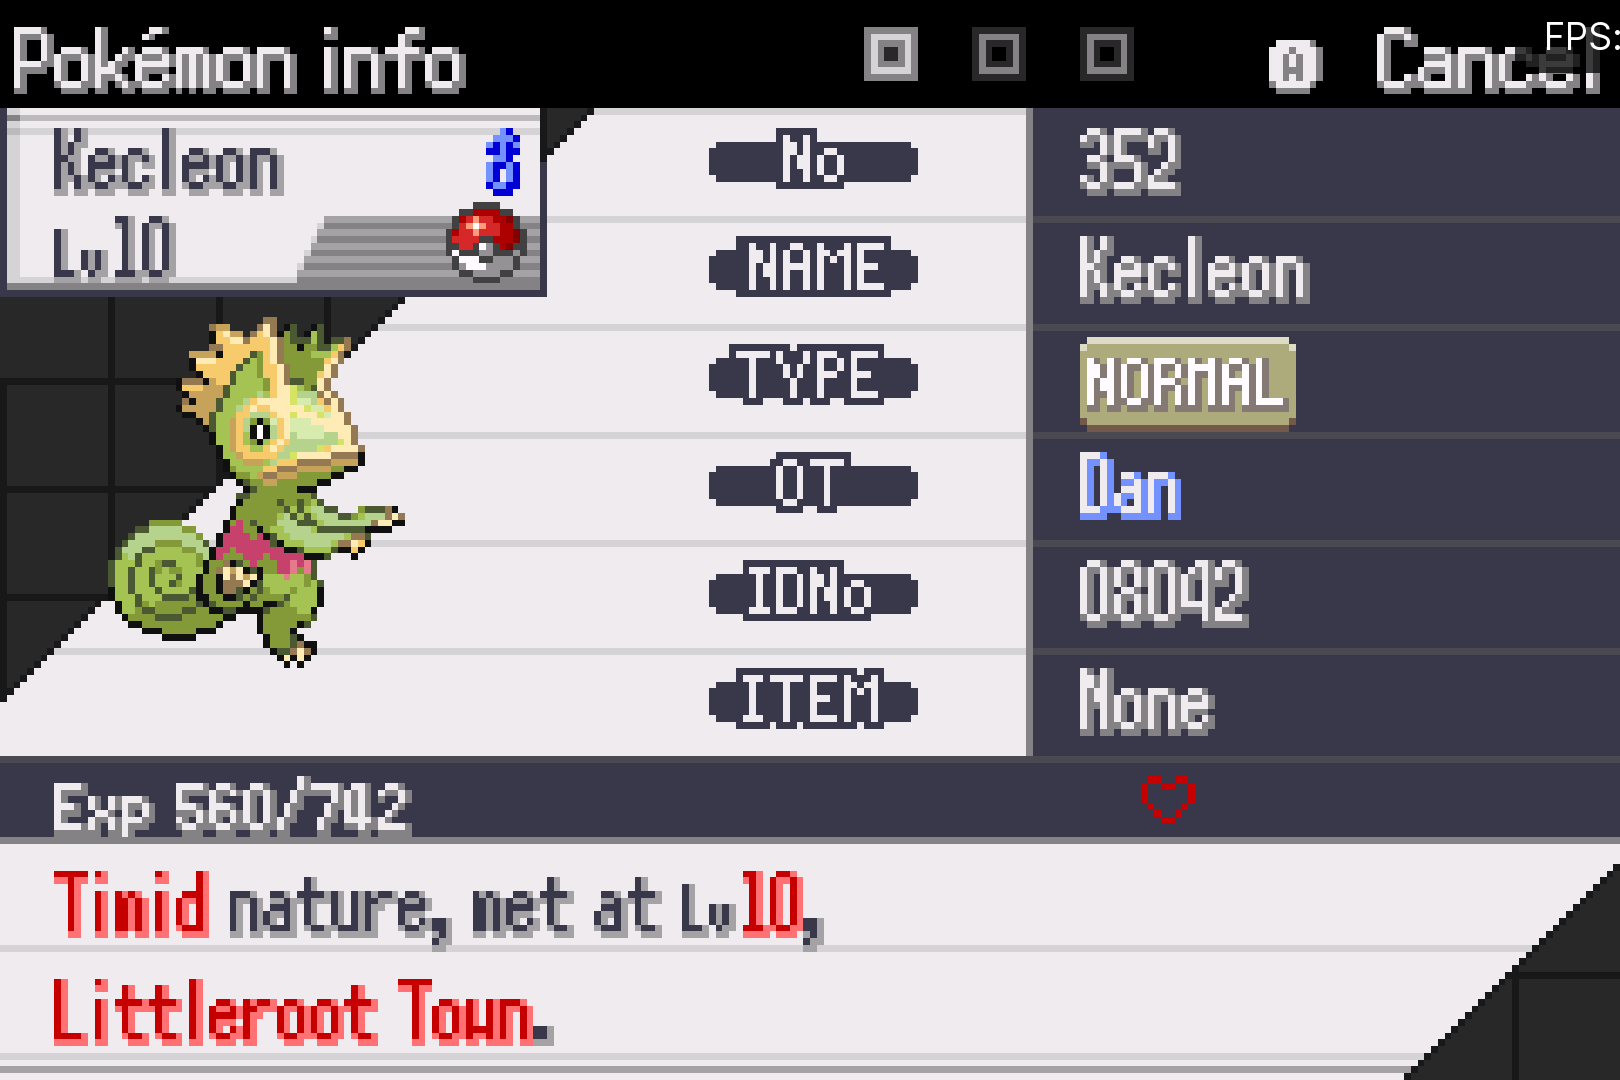 Pokémon info
A Cancel
FPS:
Kecleon
Lv10
No 352
NAME Kecleon
TYPE NORMAL
OT Dan
IDNo 08042
ITEM None
Exp 560/742
Timid nature, met at Lv10,
Littleroot Town.